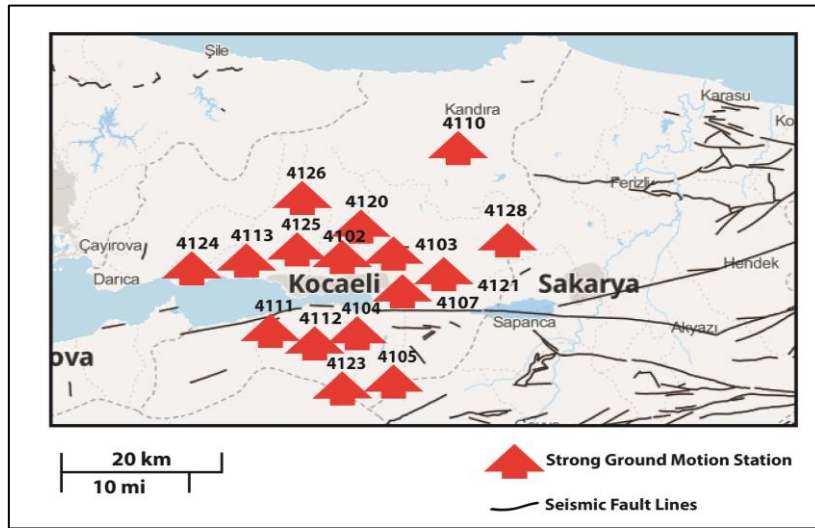 Şile
Karasu
Kandıra
4110
Ko
4126
Ferizli
4120
4128
4125
4102
4103
4113
4124
Çayırova
Hendek
Darıca
Kocaeli
4121
Sakarya
4107
4111
4112
4104
Sapanca
Akyazı
ova
4123
4105
20 km
10 mi
Strong Ground Motion Station
Seismic Fault Lines